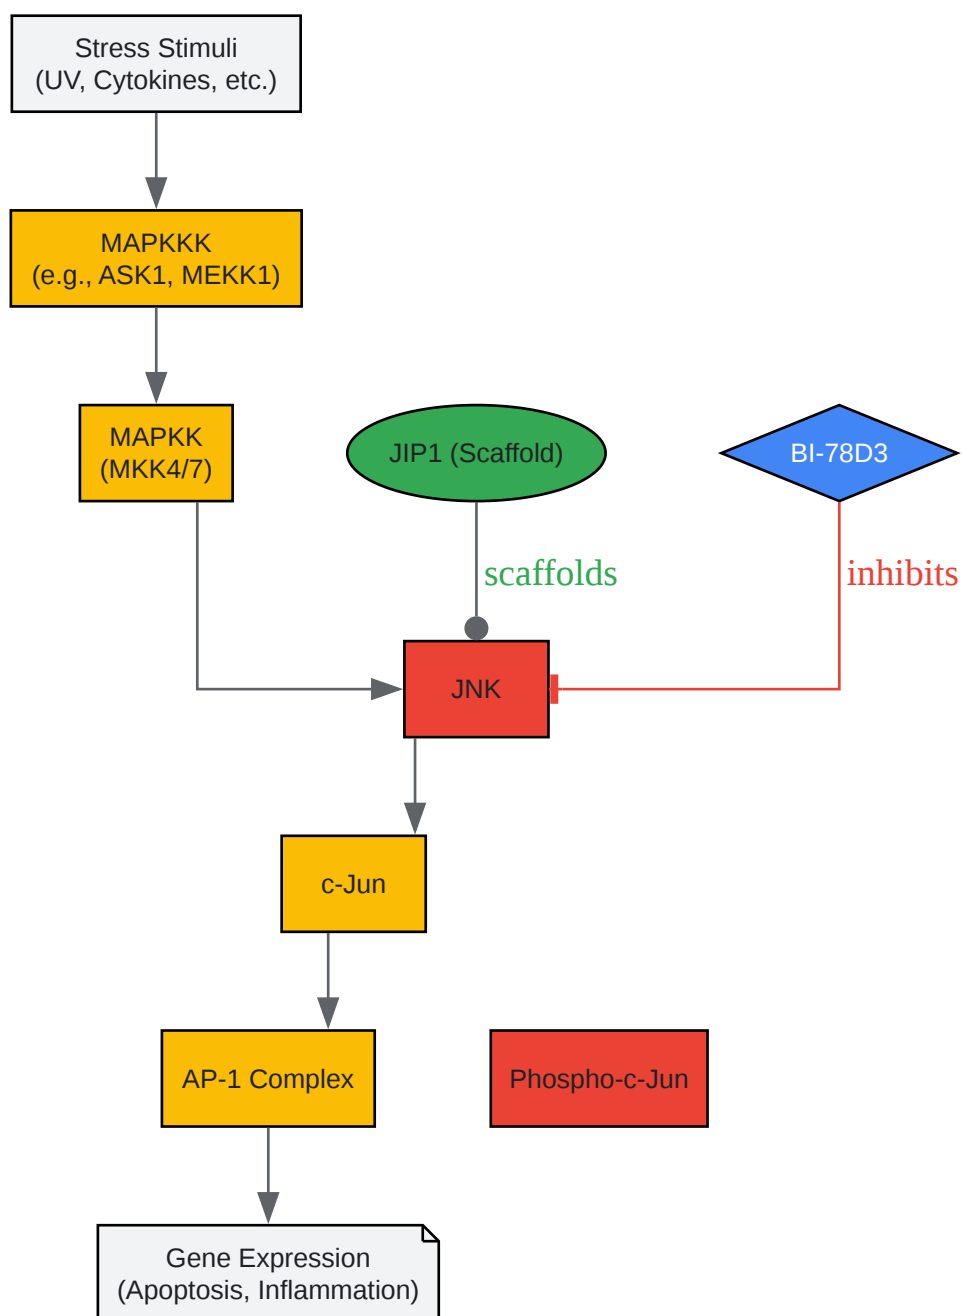 Stress Stimuli
(UV, Cytokines, etc.)
MAPKKK
(e.g., ASK1, MEKK1)
MAPKK
(MKK4/7)
JIP1 (Scaffold)
BI-78D3
scaffolds
inhibits
JNK
c-Jun
AP-1 Complex
Phospho-c-Jun
Gene Expression
(Apoptosis, Inflammation)